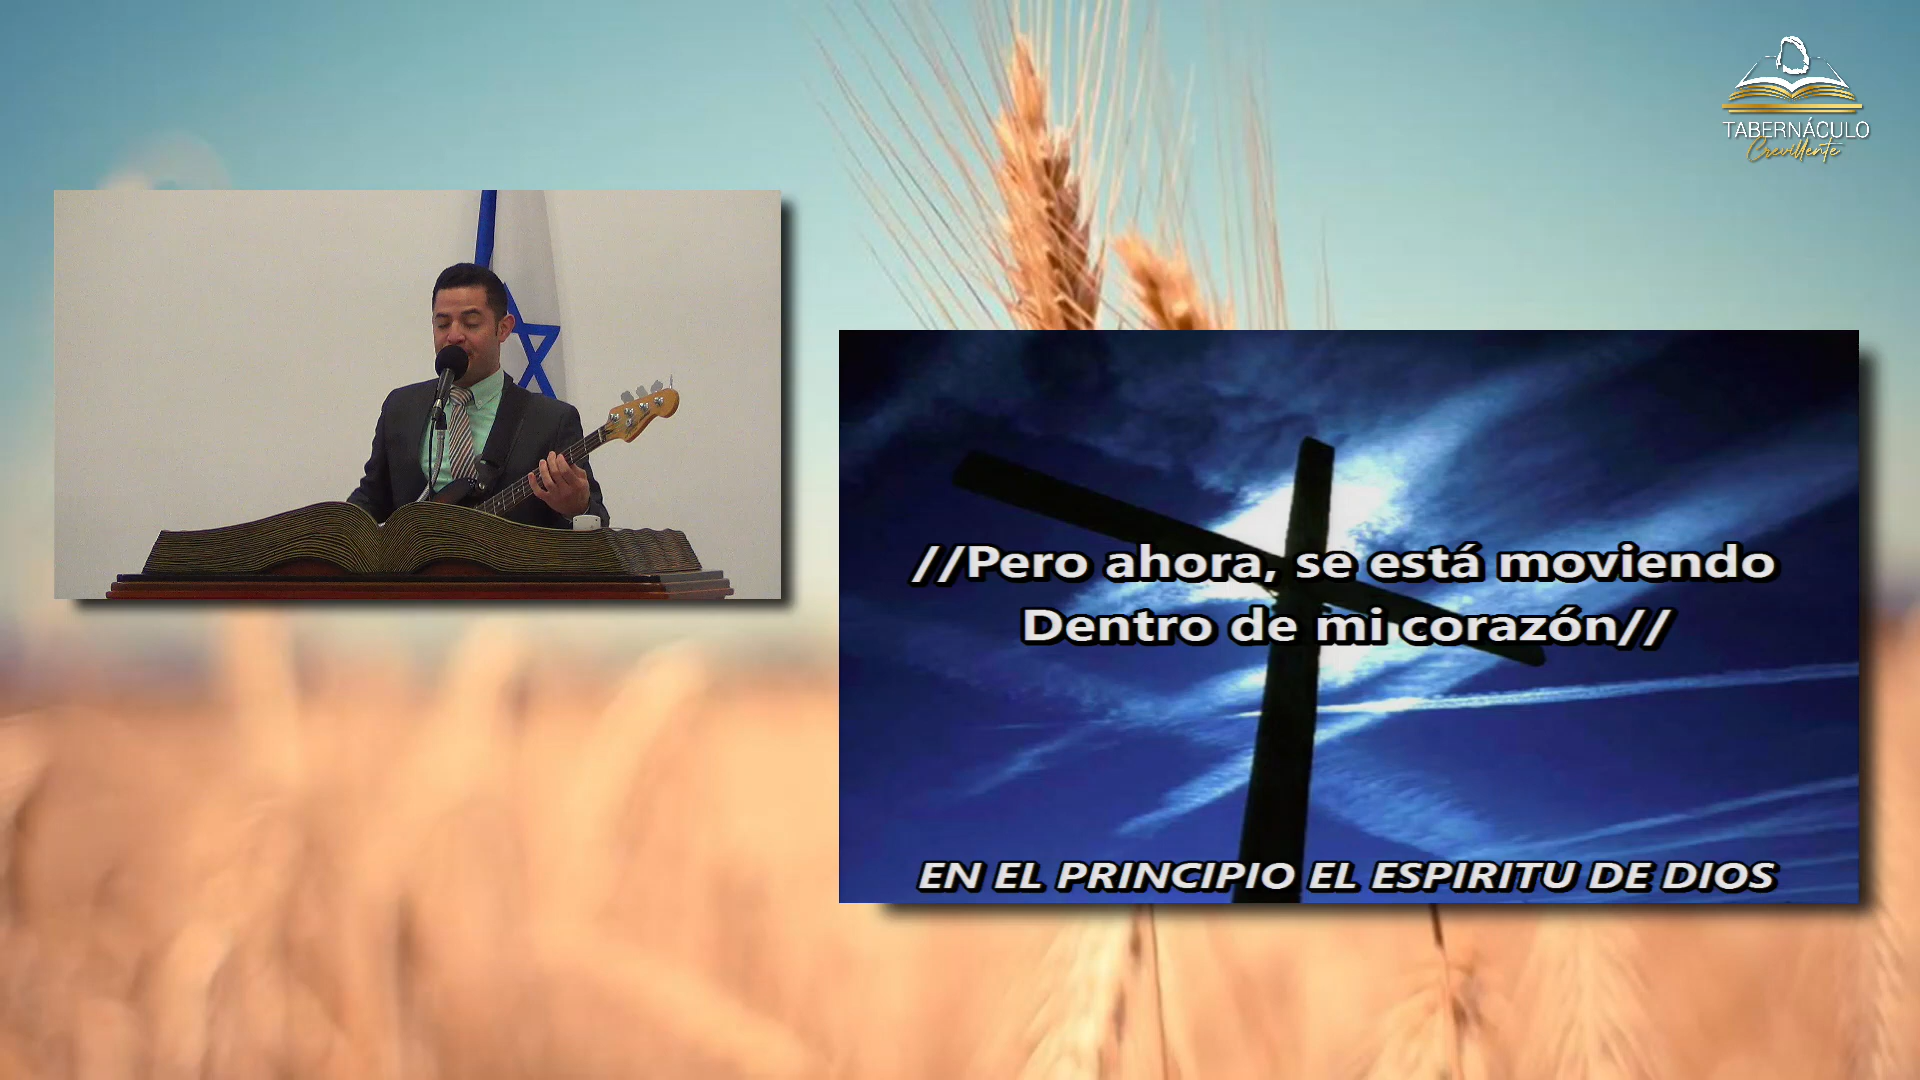 TABERNÁCULO
Crevillente
//Pero ahora, se está moviendo
Dentro de mi corazón//
EN EL PRINCIPIO EL ESPIRITU DE DIOS